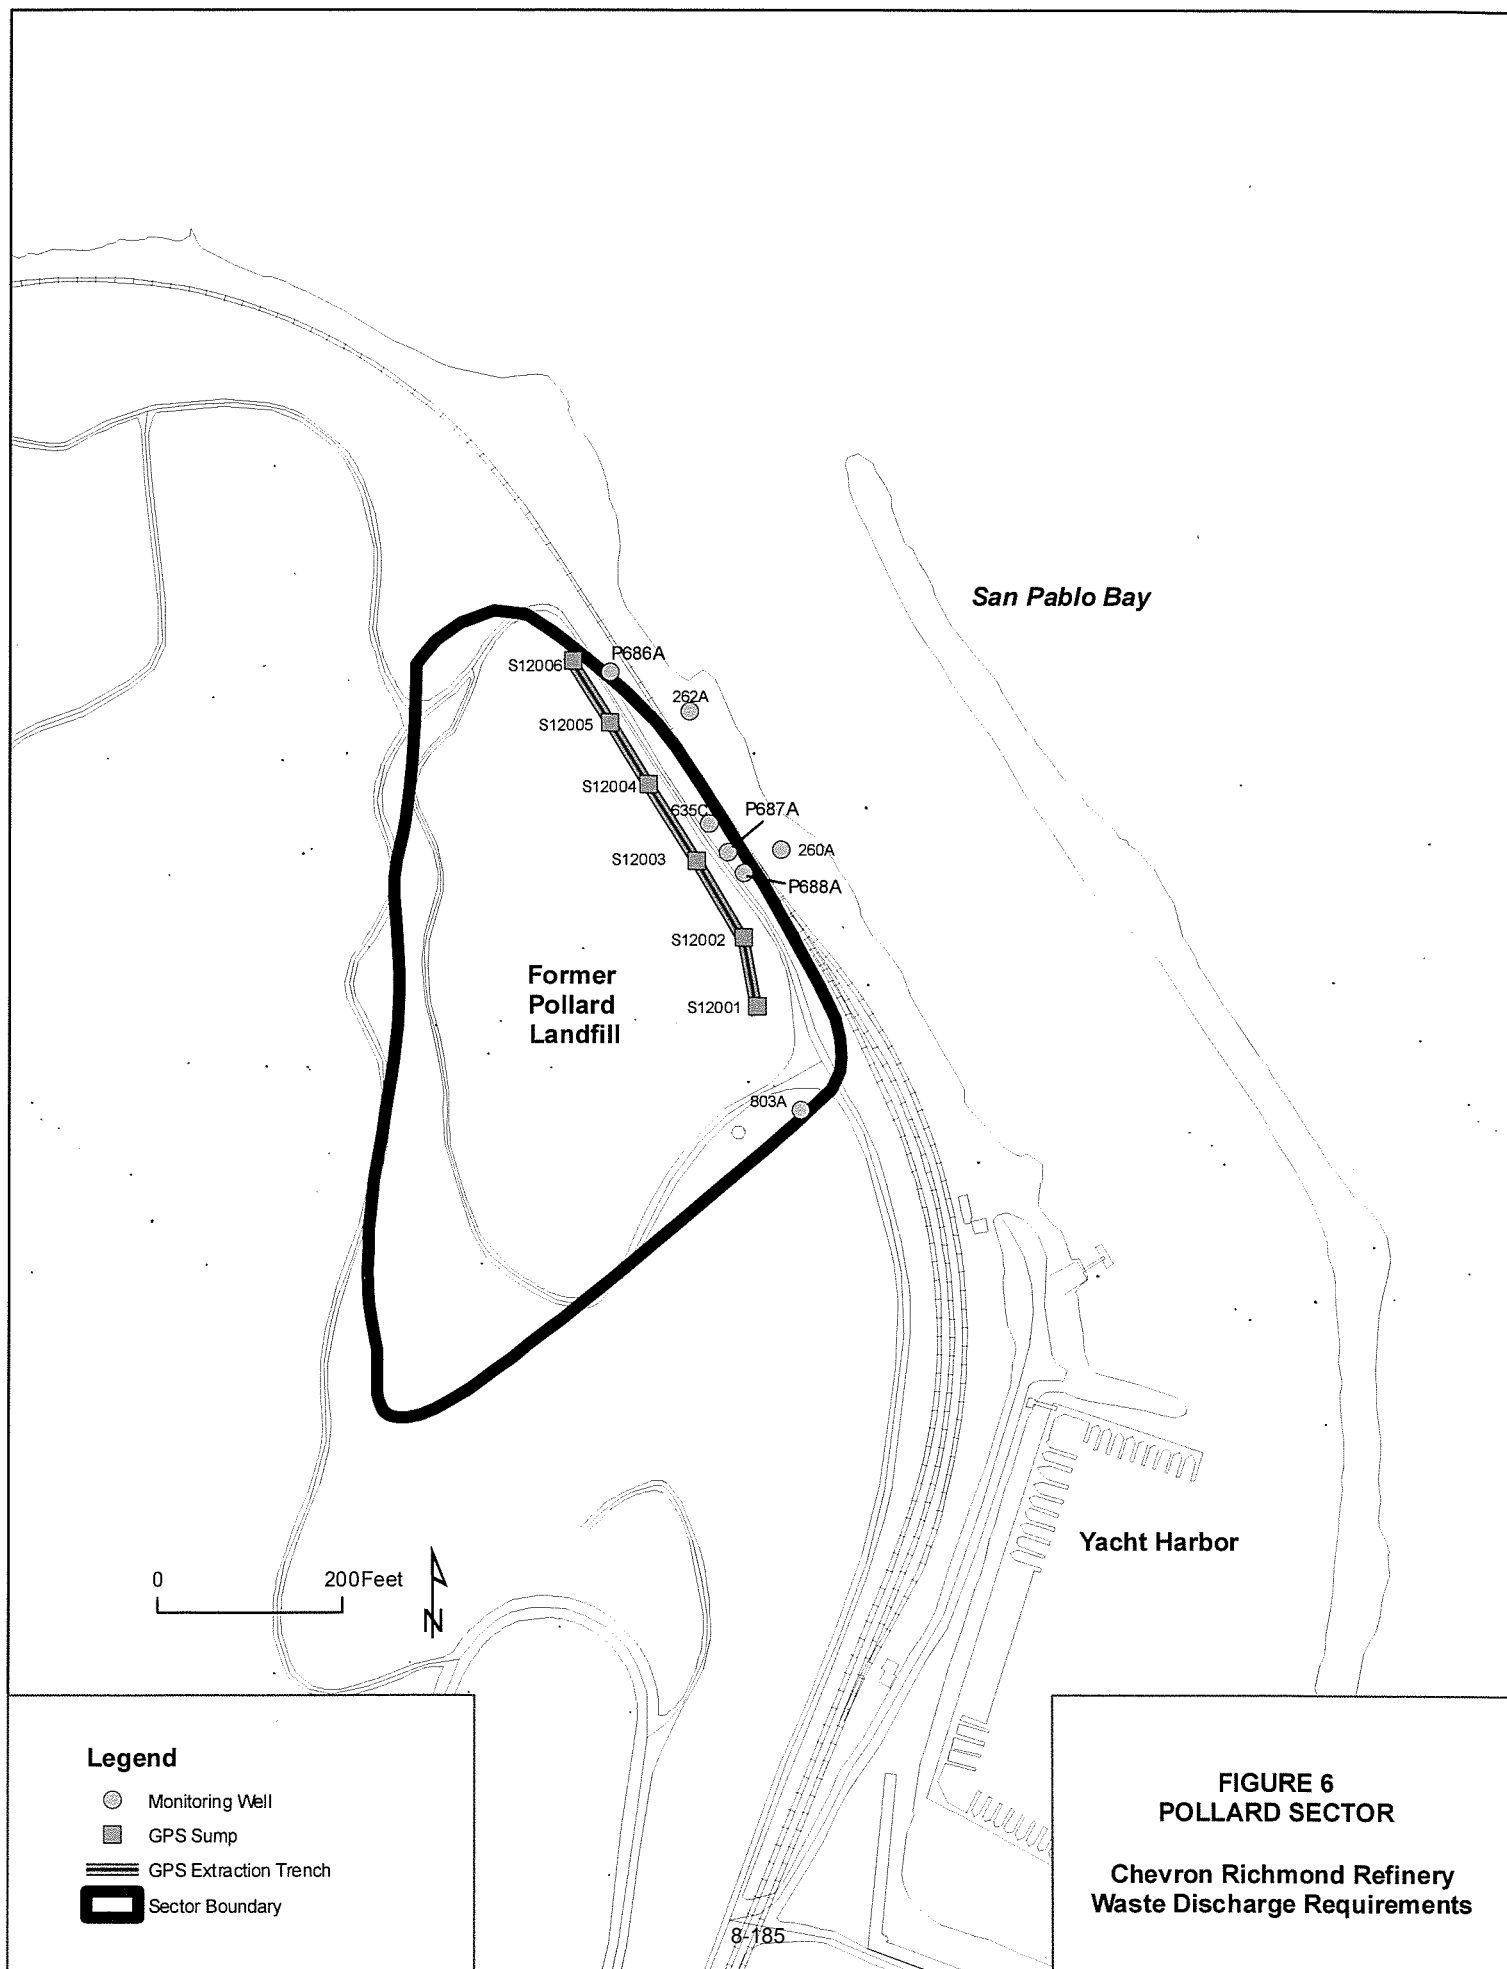 San Pablo Bay
P686A
S12006
262A
S12005
S12004
635C
P687A
S12003
260A
P688A
S12002
Former
Pollard
Landfill
S12001
803A
Yacht Harbor
0 200Feet
N
Legend
Monitoring Well
GPS Sump
GPS Extraction Trench
Sector Boundary
FIGURE 6
POLLARD SECTOR
Chevron Richmond Refinery
Waste Discharge Requirements
8-185